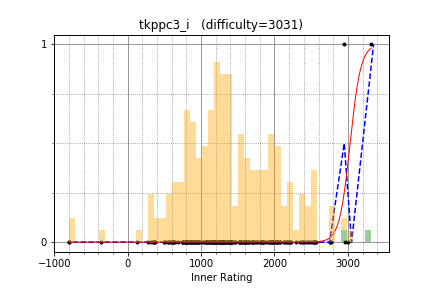 tkppc3_i   (difficulty=3031)
1
0
-1000 0 1000 2000 3000
Inner Rating